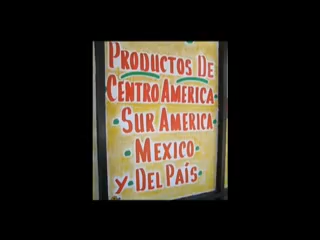 PRODUCTOS DE
CENTRO AMERICA
SUR AMERICA
MEXICO
Y DEL PAÍS